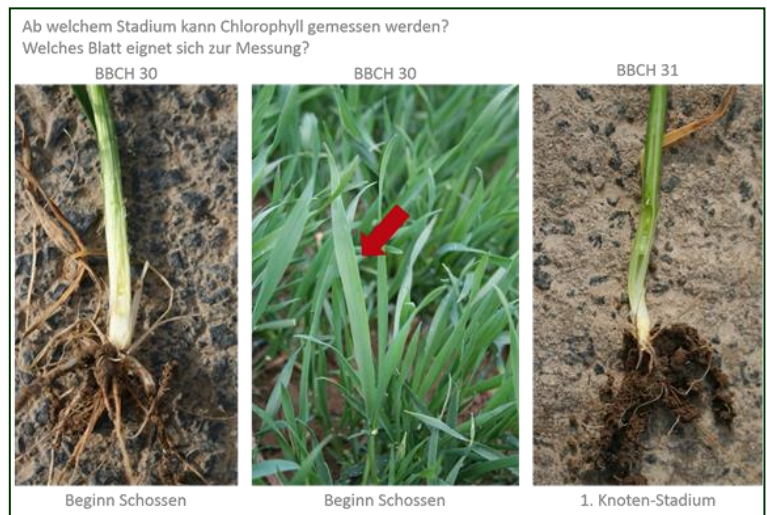 Ab welchem Stadium kann Chlorophyll gemessen werden?
Welches Blatt eignet sich zur Messung?
BBCH 30
BBCH 30
BBCH 31
Beginn Schossen
Beginn Schossen
1. Knoten-Stadium